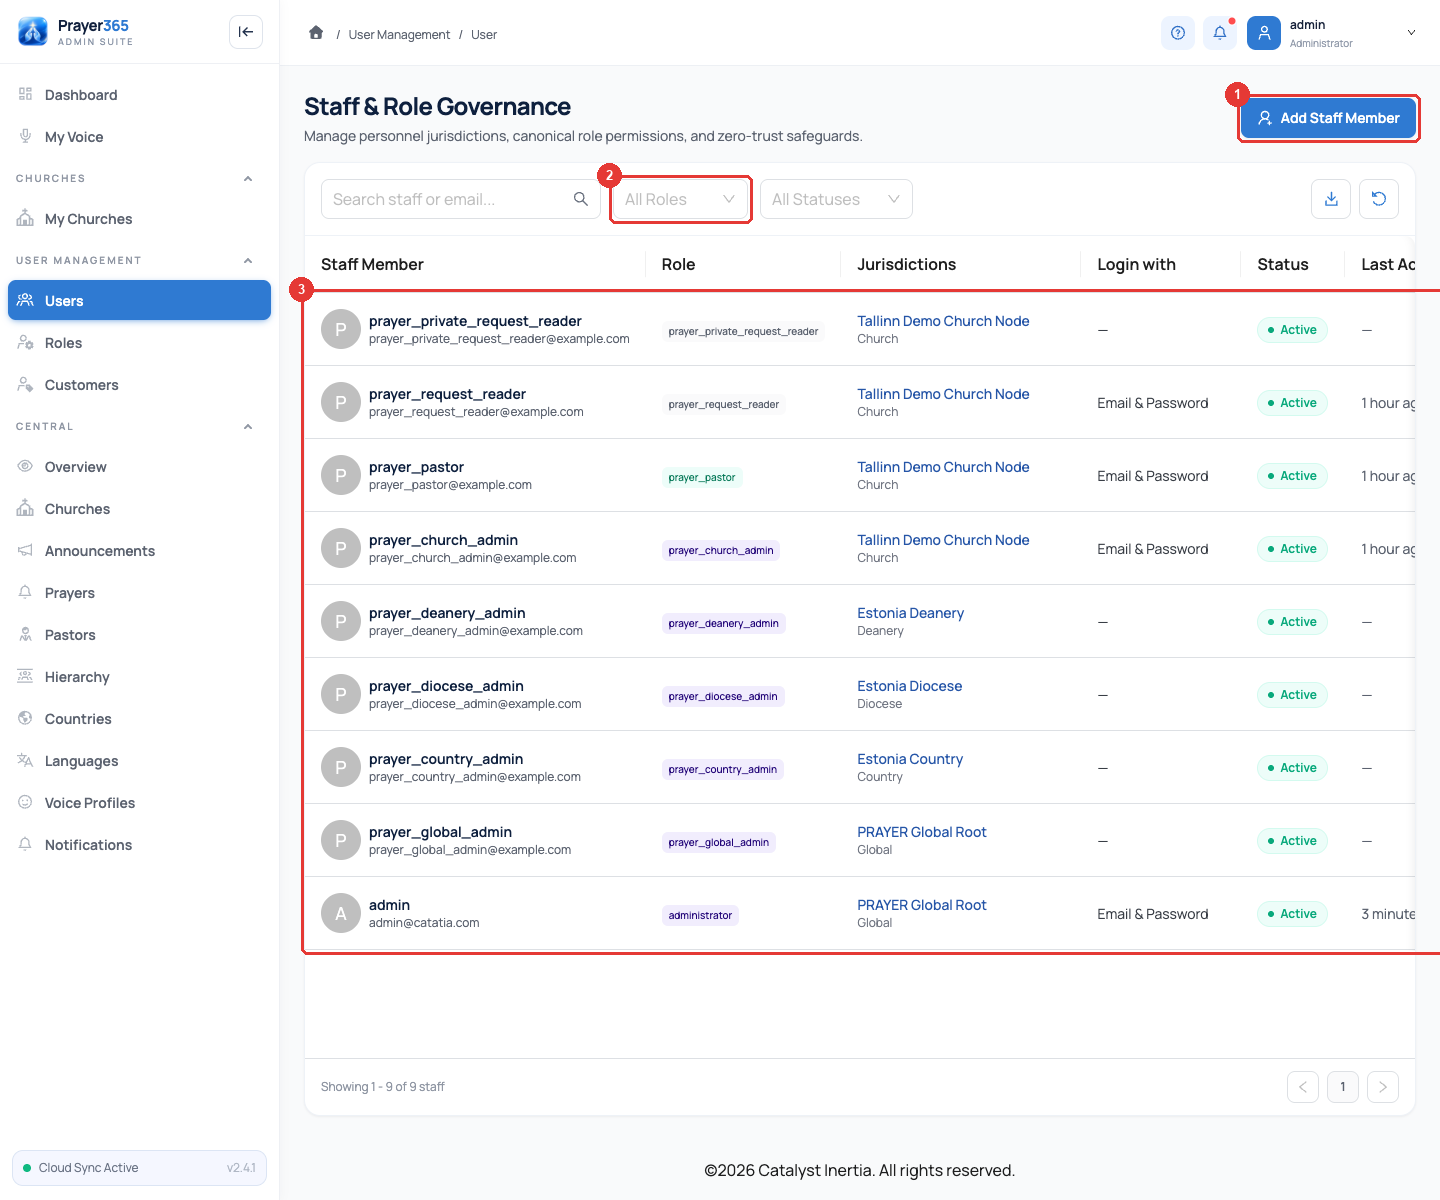 Prayer365
ADMIN SUITE
Dashboard
My Voice
CHURCHES
My Churches
USER MANAGEMENT
Users
Roles
Customers
CENTRAL
Overview
Churches
Announcements
Prayers
Pastors
Hierarchy
Countries
Languages
Voice Profiles
Notifications
Cloud Sync Active v2.4.1
/ User Management / User
admin
Administrator
Staff & Role Governance
Manage personnel jurisdictions, canonical role permissions, and zero-trust safeguards.
1
Add Staff Member
Search staff or email...
2
All Roles
All Statuses
Staff Member Role Jurisdictions Login with Status Last Ac
3
P prayer_private_request_reader prayer_private_request_reader Tallinn Demo Church Node — Active —
prayer_private_request_reader@example.com Church
P prayer_request_reader prayer_request_reader Tallinn Demo Church Node Email & Password Active 1 hour ag
prayer_request_reader@example.com Church
P prayer_pastor prayer_pastor Tallinn Demo Church Node Email & Password Active 1 hour ag
prayer_pastor@example.com Church
P prayer_church_admin prayer_church_admin Tallinn Demo Church Node Email & Password Active 1 hour ag
prayer_church_admin@example.com Church
P prayer_deanery_admin prayer_deanery_admin Estonia Deanery — Active —
prayer_deanery_admin@example.com Deanery
P prayer_diocese_admin prayer_diocese_admin Estonia Diocese — Active —
prayer_diocese_admin@example.com Diocese
P prayer_country_admin prayer_country_admin Estonia Country — Active —
prayer_country_admin@example.com Country
P prayer_global_admin prayer_global_admin PRAYER Global Root — Active —
prayer_global_admin@example.com Global
A admin administrator PRAYER Global Root Email & Password Active 3 minute
admin@catatia.com Global
Showing 1 - 9 of 9 staff
1
©2026 Catalyst Inertia. All rights reserved.